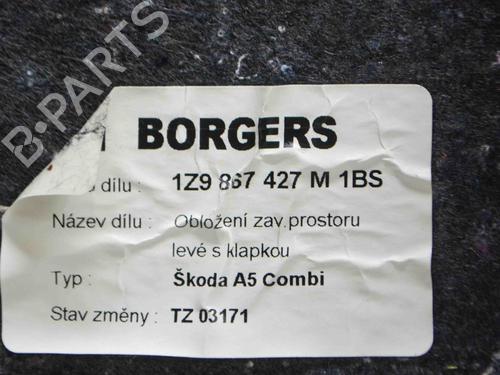 BORGERS
dílu : 1Z9 867 427 M 1BS
Název dílu : Obložení zav.prostoru
levé s klapkou
Typ : Škoda A5 Combi
Stav změny : TZ 03171
B-PARTS